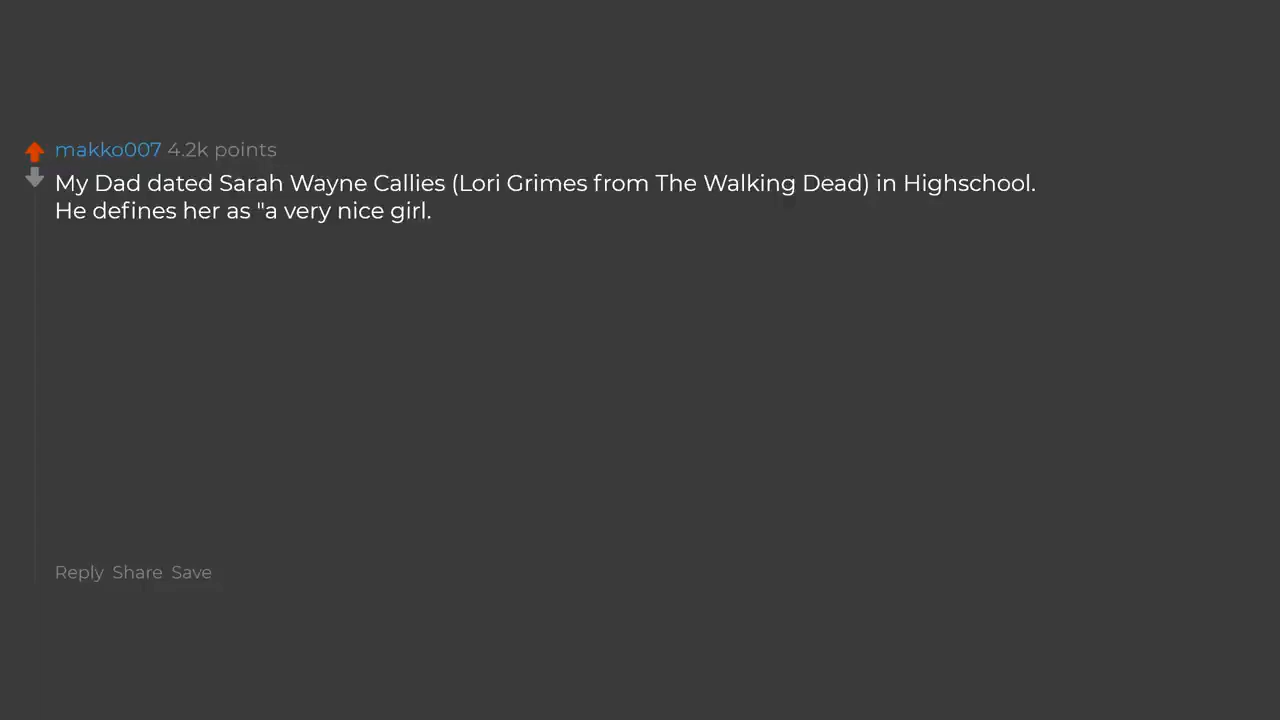 makko007 4.2k points
My Dad dated Sarah Wayne Callies (Lori Grimes from The Walking Dead) in Highschool.
He defines her as "a very nice girl.
Reply Share Save